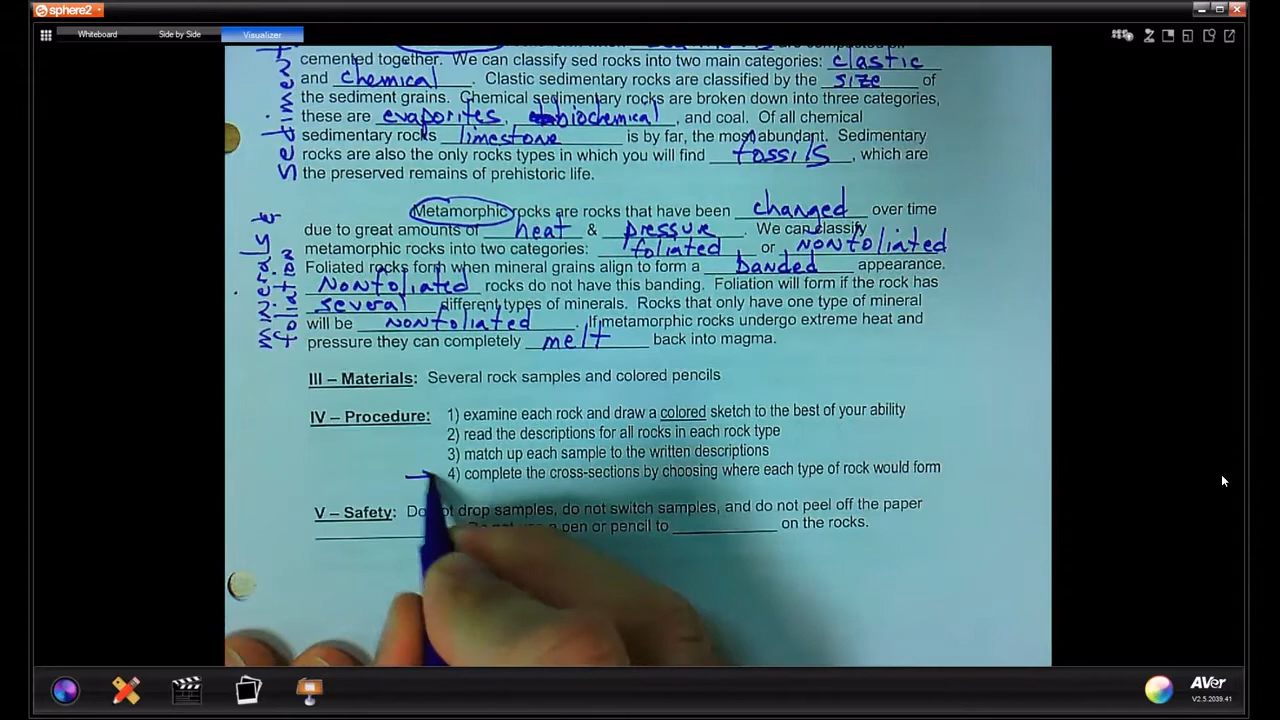 sphere2
Whiteboard Side by Side Visualizer
cemented together. We can classify sed rocks into two main categories: clastic
and chemical. Clastic sedimentary rocks are classified by the size of
the sediment grains. Chemical sedimentary rocks are broken down into three categories,
these are evaporites, biochemical, and coal. Of all chemical
sedimentary rocks limestone is by far, the most abundant. Sedimentary
rocks are also the only rocks types in which you will find fossils, which are
the preserved remains of prehistoric life.
Metamorphic rocks are rocks that have been changed over time
due to great amounts of heat & pressure. We can classify
metamorphic rocks into two categories: foliated or nonfoliated
Foliated rocks form when mineral grains align to form a banded appearance.
Nonfoliated rocks do not have this banding. Foliation will form if the rock has
several different types of minerals. Rocks that only have one type of mineral
will be nonfoliated. If metamorphic rocks undergo extreme heat and
pressure they can completely melt back into magma.
minerals &
foliation
III – Materials: Several rock samples and colored pencils
IV – Procedure: 1) examine each rock and draw a colored sketch to the best of your ability
2) read the descriptions for all rocks in each rock type
3) match up each sample to the written descriptions
4) complete the cross-sections by choosing where each type of rock would form
V – Safety: Do not drop samples, do not switch samples, and do not peel off the paper
pen or pencil to ____ on the rocks.
AVer
V2.5.2039.41